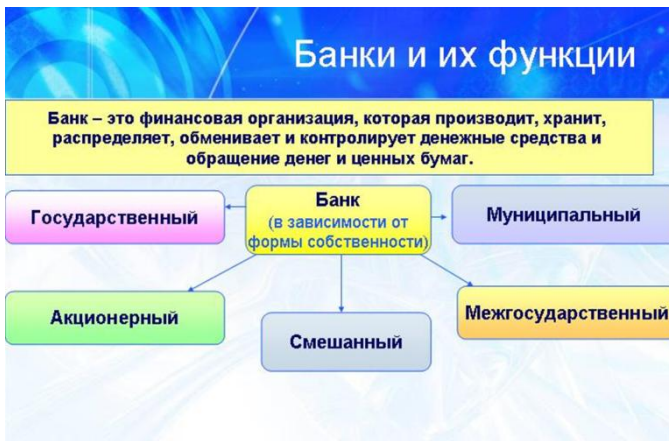 Банки и их функции
Банк – это финансовая организация, которая производит, хранит,
распределяет, обменивает и контролирует денежные средства и
обращение денег и ценных бумаг.
Государственный
Банк
(в зависимости от
формы собственности)
Муниципальный
Акционерный
Смешанный
Межгосударственный